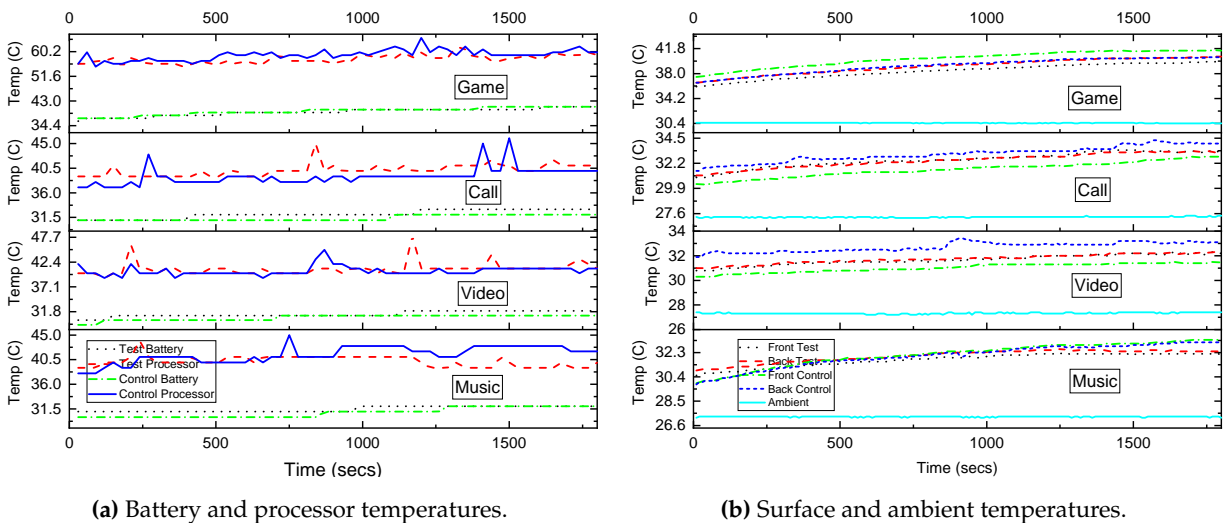 0 500 1000 1500
60.2
51.6
43.0
34.4
Temp (C)
Game
45.0
40.5
36.0
31.5
Temp (C)
Call
47.7
42.4
37.1
31.8
Temp (C)
Video
45.0
40.5
36.0
31.5
Temp (C)
Test Battery
Test Processor
Control Battery
Control Processor
Music
0 500 1000 1500
Time (secs)
(a) Battery and processor temperatures.
0 500 1000 1500
41.8
38.0
34.2
30.4
Temp (C)
Game
34.5
32.2
29.9
27.6
Temp (C)
Call
34
32
30
28
26
Temp (C)
Video
32.3
30.4
28.5
26.6
Temp (C)
Front Test
Back Test
Front Control
Back Control
Ambient
Music
0 500 1000 1500
Time (secs)
(b) Surface and ambient temperatures.